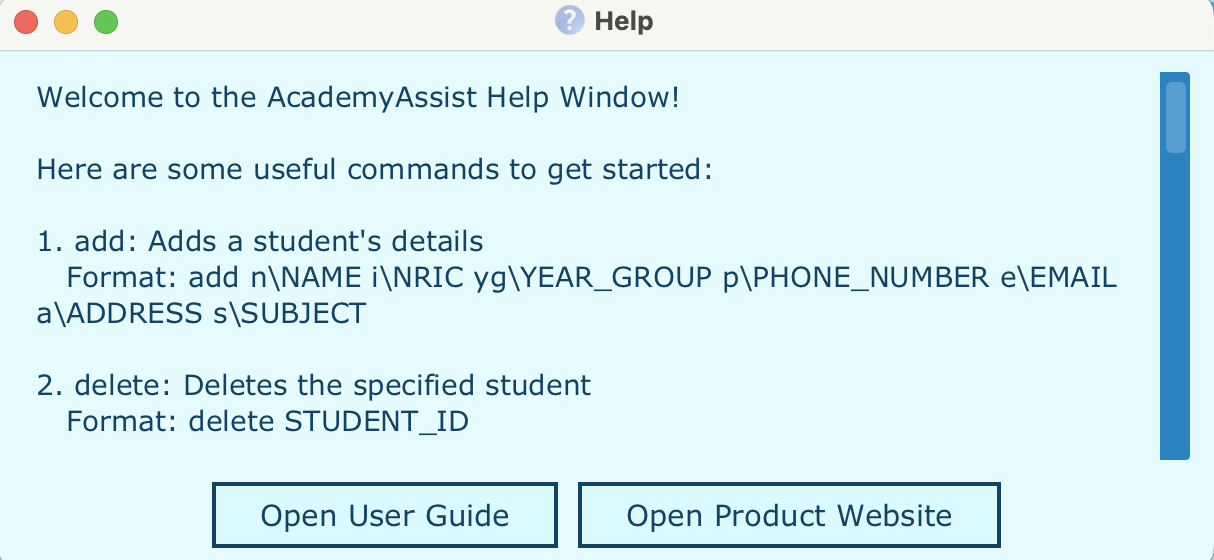 Help
Welcome to the AcademyAssist Help Window!
Here are some useful commands to get started:
1. add: Adds a student's details
Format: add n\NAME i\NRIC yg\YEAR_GROUP p\PHONE_NUMBER e\EMAIL
a\ADDRESS s\SUBJECT
2. delete: Deletes the specified student
Format: delete STUDENT_ID
Open User Guide
Open Product Website